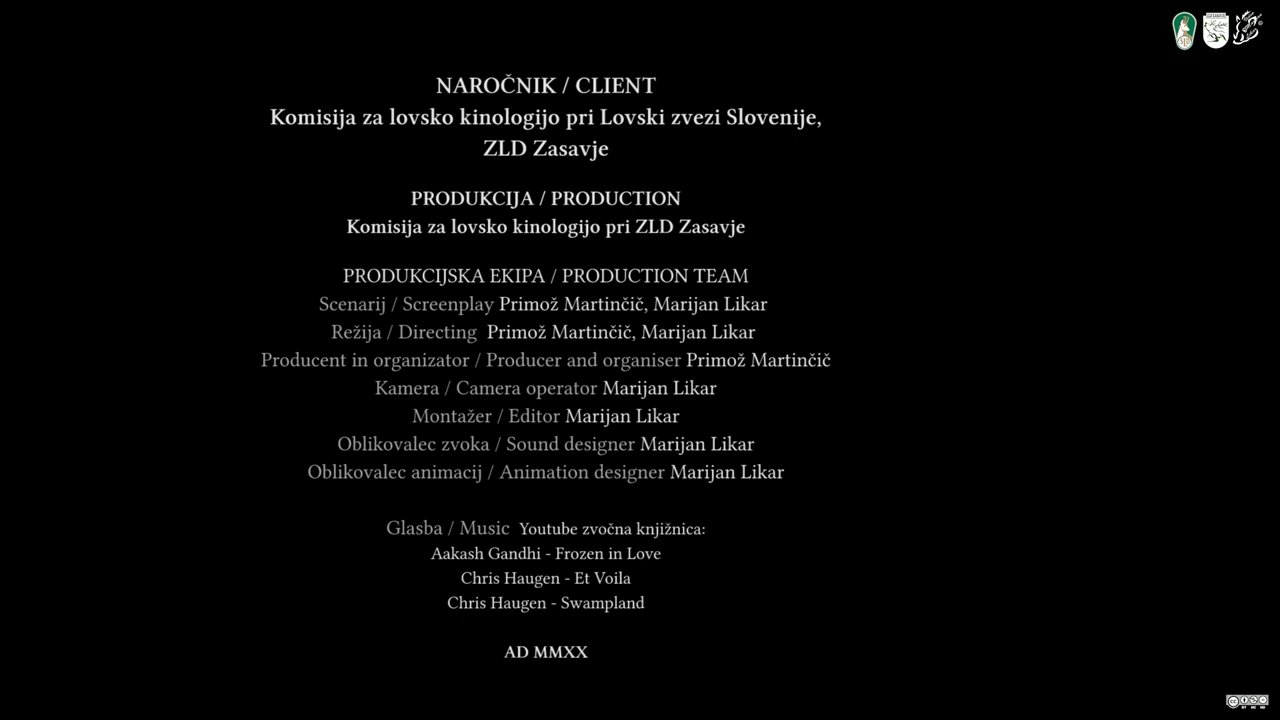 NAROČNIK / CLIENT
Komisija za lovsko kinologijo pri Lovski zvezi Slovenije,
ZLD Zasavje
PRODUKCIJA / PRODUCTION
Komisija za lovsko kinologijo pri ZLD Zasavje
PRODUKCIJSKA EKIPA / PRODUCTION TEAM
Scenarij / Screenplay Primož Martinčič, Marijan Likar
Režija / Directing Primož Martinčič, Marijan Likar
Producent in organizator / Producer and organiser Primož Martinčič
Kamera / Camera operator Marijan Likar
Montažer / Editor Marijan Likar
Oblikovalec zvoka / Sound designer Marijan Likar
Oblikovalec animacij / Animation designer Marijan Likar
Glasba / Music Youtube zvočna knjižnica:
Aakash Gandhi - Frozen in Love
Chris Haugen - Et Voila
Chris Haugen - Swampland
AD MMXX